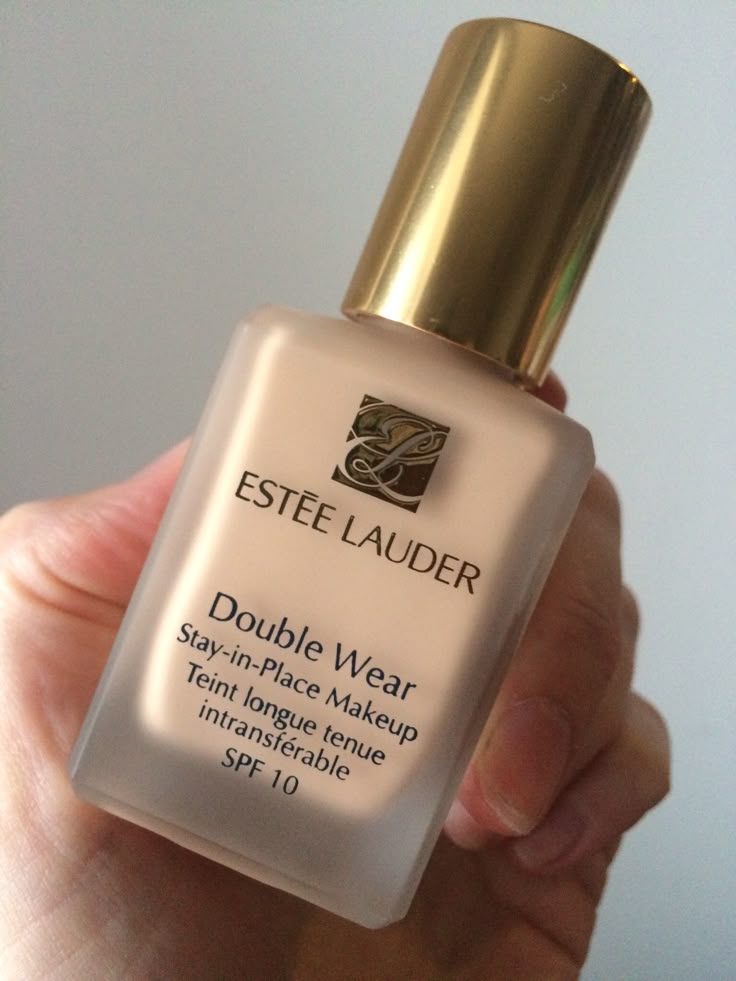 ESTĒE LAUDER
Double Wear
Stay-in-Place Makeup
Teint longue tenue
intransférable
SPF 10